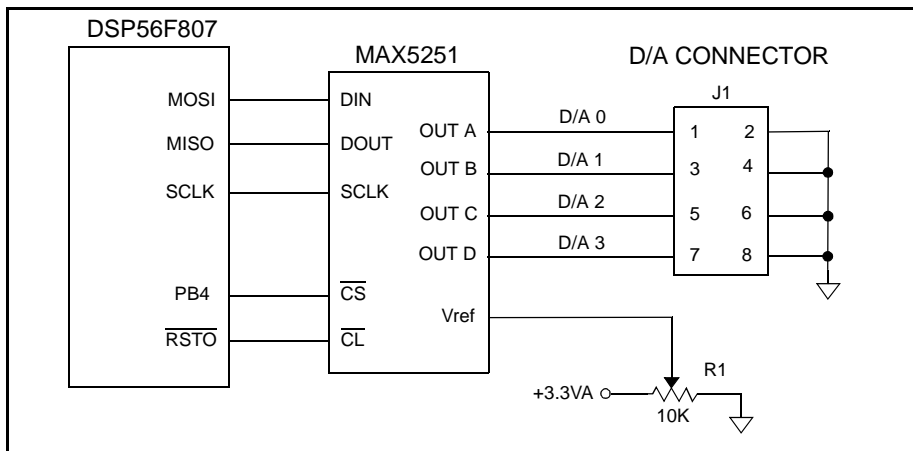 DSP56F807
MAX5251
D/A CONNECTOR
J1
MOSI
DIN
MISO
DOUT
SCLK
SCLK
PB4
CS
RSTO
CL
OUT A
D/A 0
1
2
OUT B
D/A 1
3
4
OUT C
D/A 2
5
6
OUT D
D/A 3
7
8
Vref
R1
+3.3VA
10K